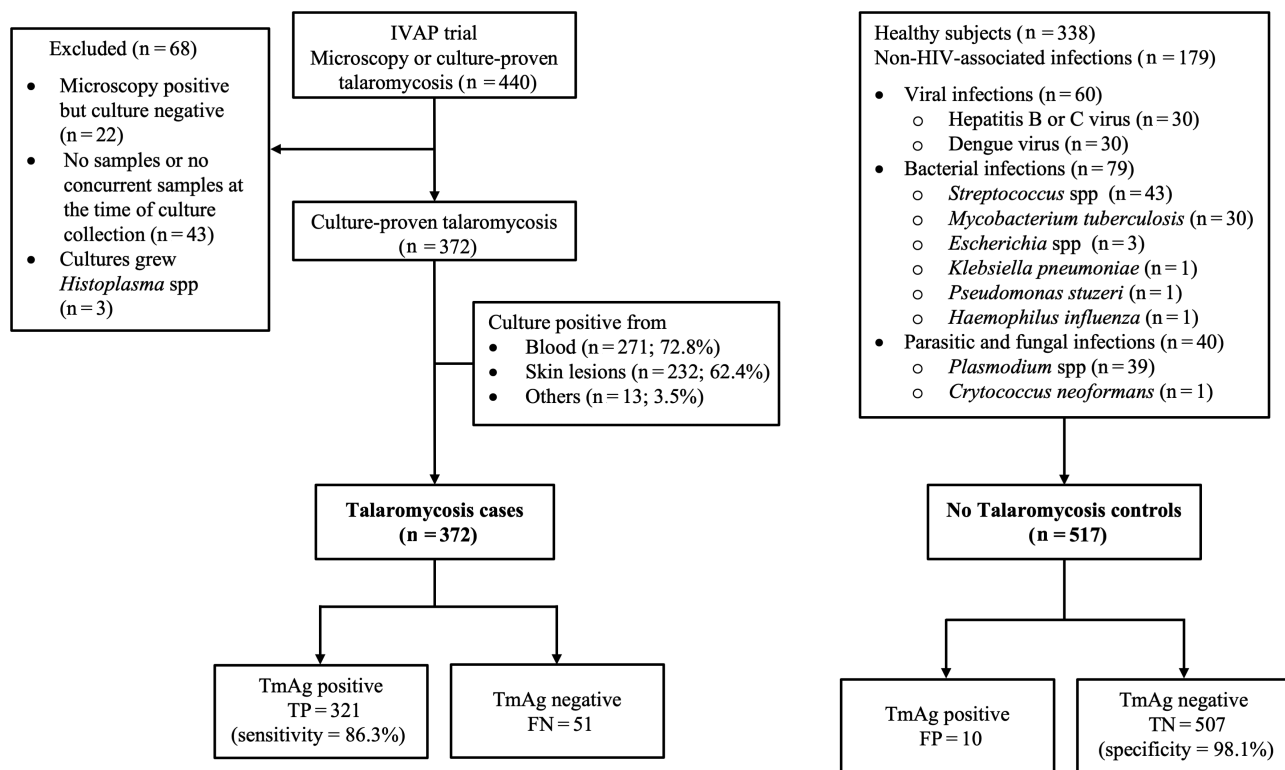 IVAP trial
Microscopy or culture-proven
talaromycosis (n = 440)
Excluded (n = 68)
• Microscopy positive
but culture negative
(n = 22)
• No samples or no
concurrent samples at
the time of culture
collection (n = 43)
• Cultures grew
Histoplasma spp
(n = 3)
Culture-proven talaromycosis
(n = 372)
Culture positive from
• Blood (n = 271; 72.8%)
• Skin lesions (n = 232; 62.4%)
• Others (n = 13; 3.5%)
Talaromycosis cases
(n = 372)
TmAg positive
TP = 321
(sensitivity = 86.3%)
TmAg negative
FN = 51
Healthy subjects (n = 338)
Non-HIV-associated infections (n = 179)
• Viral infections (n = 60)
o Hepatitis B or C virus (n = 30)
o Dengue virus (n = 30)
• Bacterial infections (n = 79)
o Streptococcus spp (n = 43)
o Mycobacterium tuberculosis (n = 30)
o Escherichia spp (n = 3)
o Klebsiella pneumoniae (n = 1)
o Pseudomonas stuzeri (n = 1)
o Haemophilus influenza (n = 1)
• Parasitic and fungal infections (n = 40)
o Plasmodium spp (n = 39)
o Crytococcus neoformans (n = 1)
No Talaromycosis controls
(n = 517)
TmAg positive
FP = 10
TmAg negative
TN = 507
(specificity = 98.1%)